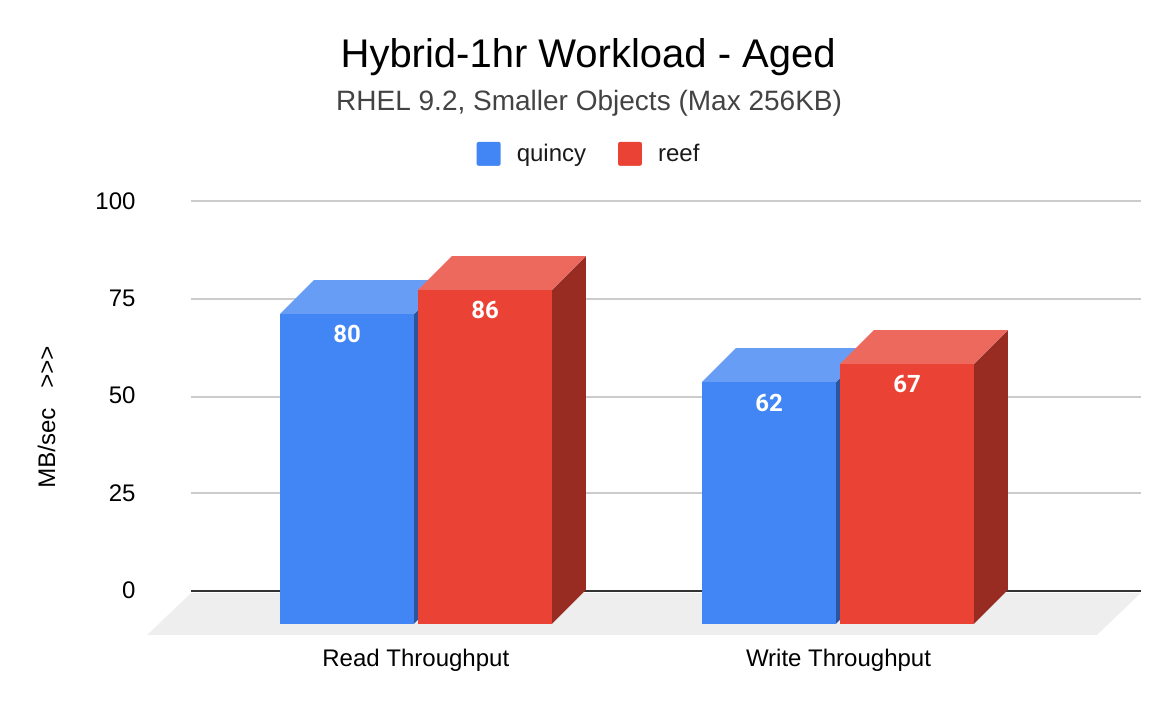 Hybrid-1hr Workload - Aged
RHEL 9.2, Smaller Objects (Max 256KB)
quincy reef
100
75
50
25
0
MB/sec >>>
80 86 62 67
Read Throughput Write Throughput